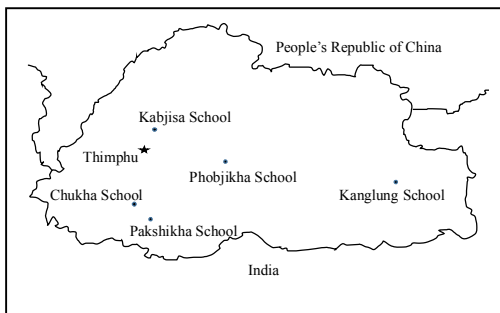 People's Republic of China
Kabjisa School
Thimphu
Phobjikha School
Kanglung School
Chukha School
Pakshikha School
India